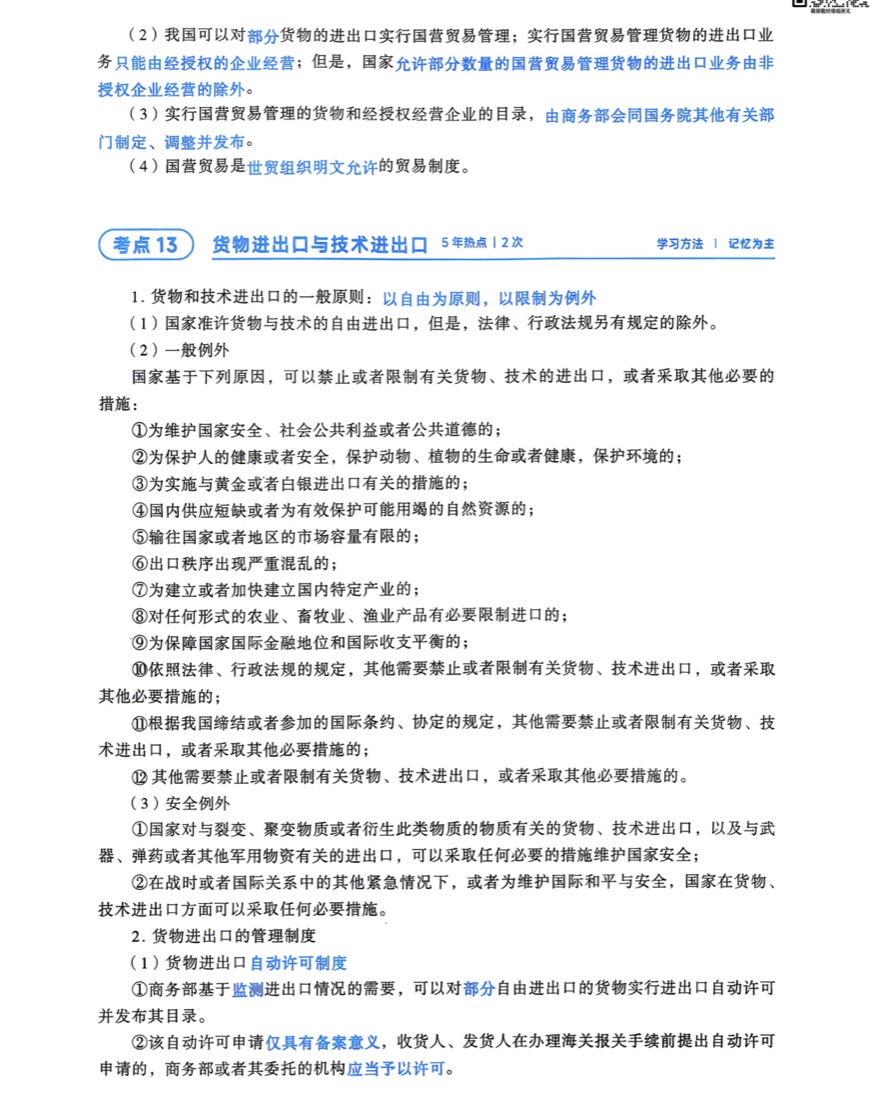 （2）我国可以对部分货物的进出口实行国营贸易管理；实行国营贸易管理货物的进出口业
务只能由经授权的企业经营；但是，国家允许部分数量的国营贸易管理货物的进出口业务由非
授权企业经营的除外。
（3）实行国营贸易管理的货物和经授权经营企业的目录，由商务部会同国务院其他有关部
门制定、调整并发布。
（4）国营贸易是世贸组织明文允许的贸易制度。
考点 13 货物进出口与技术进出口 5年热点丨2次 学习方法 丨 记忆为主
1. 货物和技术进出口的一般原则：以自由为原则，以限制为例外
（1）国家准许货物与技术的自由进出口，但是，法律、行政法规另有规定的除外。
（2）一般例外
国家基于下列原因，可以禁止或者限制有关货物、技术的进出口，或者采取其他必要的
措施：
①为维护国家安全、社会公共利益或者公共道德的；
②为保护人的健康或者安全，保护动物、植物的生命或者健康，保护环境的；
③为实施与黄金或者白银进出口有关的措施的；
④国内供应短缺或者为有效保护可能用竭的自然资源的；
⑤输往国家或者地区的市场容量有限的；
⑥出口秩序出现严重混乱的；
⑦为建立或者加快建立国内特定产业的；
⑧对任何形式的农业、畜牧业、渔业产品有必要限制进口的；
⑨为保障国家国际金融地位和国际收支平衡的；
⑩依照法律、行政法规的规定，其他需要禁止或者限制有关货物、技术进出口，或者采取
其他必要措施的；
⑪根据我国缔结或者参加的国际条约、协定的规定，其他需要禁止或者限制有关货物、技
术进出口，或者采取其他必要措施的；
⑫其他需要禁止或者限制有关货物、技术进出口，或者采取其他必要措施的。
（3）安全例外
①国家对与裂变、聚变物质或者衍生此类物质的物质有关的货物、技术进出口，以及与武
器、弹药或者其他军用物资有关的进出口，可以采取任何必要的措施维护国家安全；
②在战时或者国际关系中的其他紧急情况下，或者为维护国际和平与安全，国家在货物、
技术进出口方面可以采取任何必要措施。
2. 货物进出口的管理制度
（1）货物进出口自动许可制度
①商务部基于监测进出口情况的需要，可以对部分自由进出口的货物实行进出口自动许可
并发布其目录。
②该自动许可申请仅具有备案意义，收货人、发货人在办理海关报关手续前提出自动许可
申请的，商务部或者其委托的机构应当予以许可。